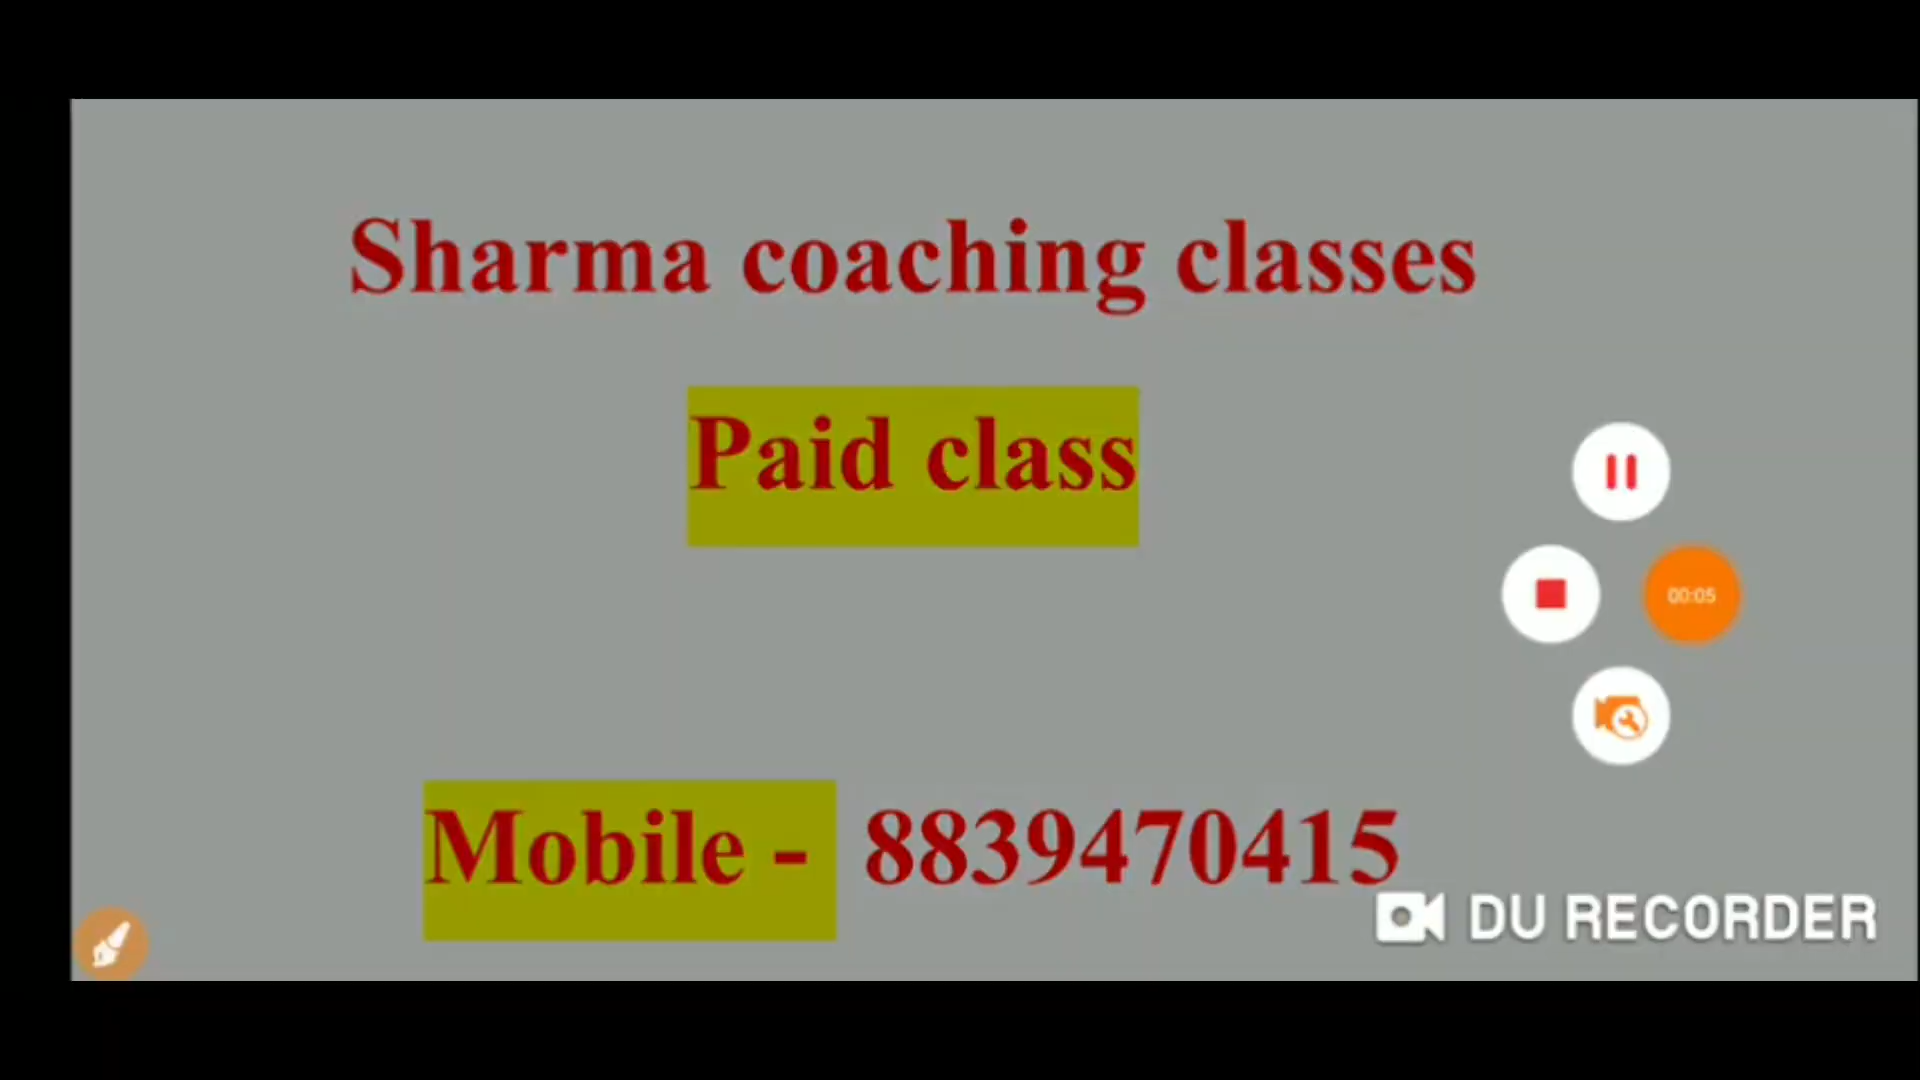 Sharma coaching classes
Paid class
00:05
Mobile - 8839470415
DU RECORDER